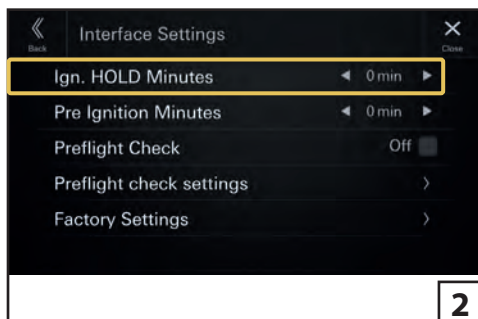 Interface Settings
Back
Close
Ign. HOLD Minutes 0 min
Pre Ignition Minutes 0 min
Preflight Check Off
Preflight check settings
Factory Settings
2